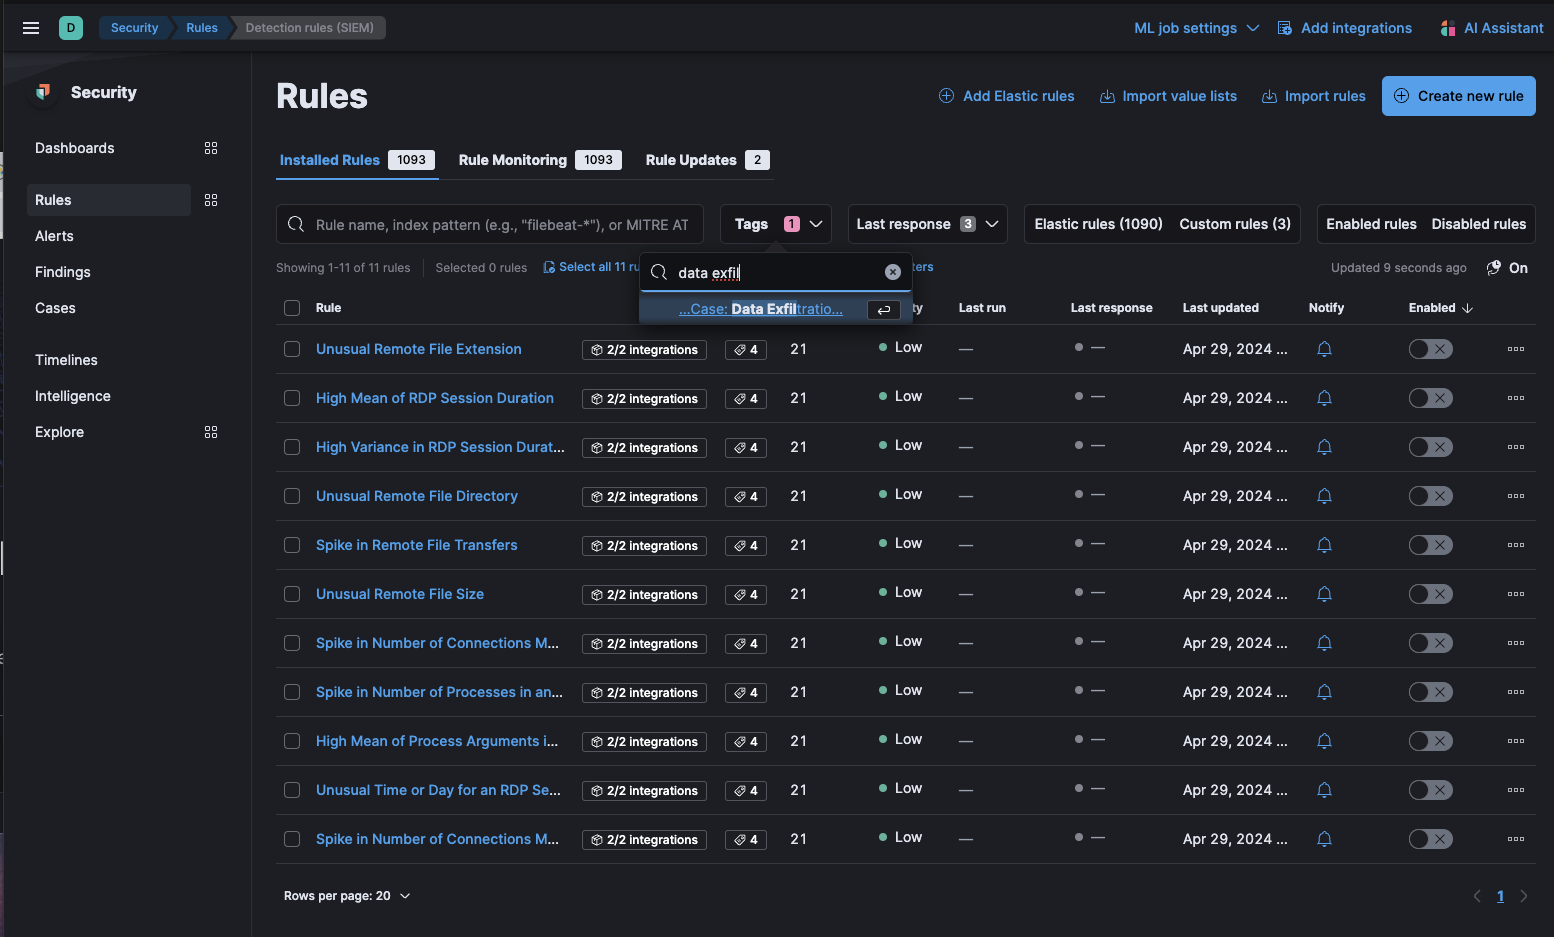 D
Security
Rules
Detection rules (SIEM)
ML job settings
Add integrations
AI Assistant
Security
Dashboards
Rules
Alerts
Findings
Cases
Timelines
Intelligence
Explore
Rules
Add Elastic rules
Import value lists
Import rules
Create new rule
Installed Rules 1093
Rule Monitoring 1093
Rule Updates 2
Rule name, index pattern (e.g., "filebeat-*"), or MITRE AT
Tags 1
Last response 3
Elastic rules (1090) Custom rules (3)
Enabled rules Disabled rules
Showing 1-11 of 11 rules
Selected 0 rules
Select all 11 ru
ters
Updated 9 seconds ago
On
data exfil
...Case: Data Exfiltratio...
Rule ty Last run Last response Last updated Notify Enabled
Unusual Remote File Extension 2/2 integrations 4 21 Low — — Apr 29, 2024 ...
High Mean of RDP Session Duration 2/2 integrations 4 21 Low — — Apr 29, 2024 ...
High Variance in RDP Session Durat... 2/2 integrations 4 21 Low — — Apr 29, 2024 ...
Unusual Remote File Directory 2/2 integrations 4 21 Low — — Apr 29, 2024 ...
Spike in Remote File Transfers 2/2 integrations 4 21 Low — — Apr 29, 2024 ...
Unusual Remote File Size 2/2 integrations 4 21 Low — — Apr 29, 2024 ...
Spike in Number of Connections M... 2/2 integrations 4 21 Low — — Apr 29, 2024 ...
Spike in Number of Processes in an... 2/2 integrations 4 21 Low — — Apr 29, 2024 ...
High Mean of Process Arguments i... 2/2 integrations 4 21 Low — — Apr 29, 2024 ...
Unusual Time or Day for an RDP Se... 2/2 integrations 4 21 Low — — Apr 29, 2024 ...
Spike in Number of Connections M... 2/2 integrations 4 21 Low — — Apr 29, 2024 ...
Rows per page: 20
1